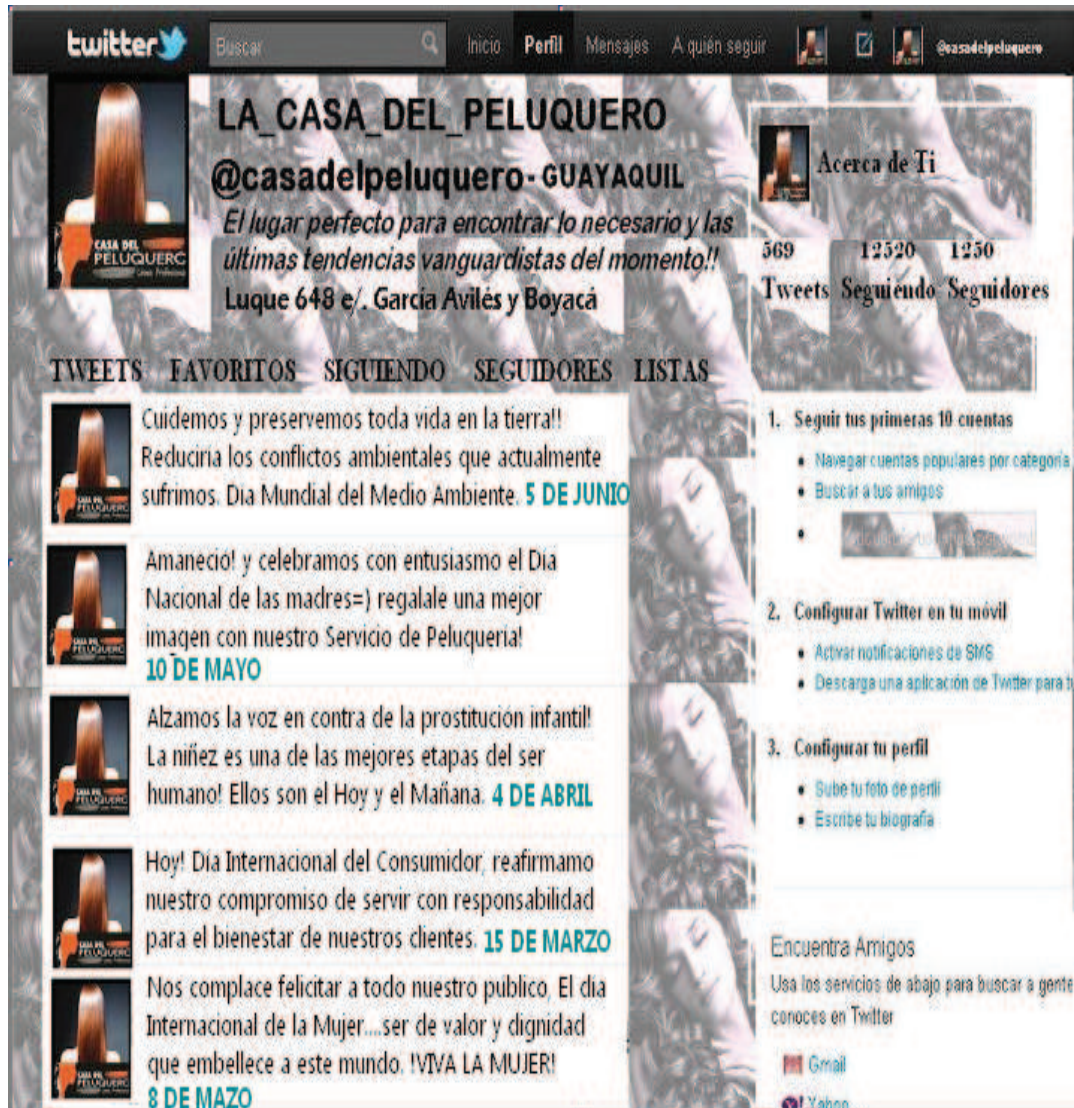 twitter
Buscar
Inicio Perfil Mensajes A quién seguir @casadelpeluquero
LA_CASA_DEL_PELUQUERO
@casadelpeluquero- GUAYAQUIL
El lugar perfecto para encontrar lo necesario y las
últimas tendencias vanguardistas del momento!!
Luque 648 e/. García Avilés y Boyacá
CASA DEL
PELUQUERC
Acerca de Ti
569 12520 1250
Tweets Seguiendo Seguidores
TWEETS FAVORITOS SIGUIENDO SEGUIDORES LISTAS
Cuidemos y preservemos toda vida en la tierra!!
Reduciria los conflictos ambientales que actualmente
sufrimos. Dia Mundial del Medio Ambiente. 5 DE JUNIO
Amaneció! y celebramos con entusiasmo el Dia
Nacional de las madres=) regalale una mejor
imagen con nuestro Servicio de Peluqueria!
10 DE MAYO
Alzamos la voz en contra de la prostitución infantil!
La niñez es una de las mejores etapas del ser
humano! Ellos son el Hoy y el Mañana. 4 DE ABRIL
Hoy! Día Internacional del Consumidor, reafirmamo
nuestro compromiso de servir con responsabilidad
para el bienestar de nuestros clientes. 15 DE MARZO
Nos complace felicitar a todo nuestro publico, El dia
Internacional de la Mujer....ser de valor y dignidad
que embellece a este mundo. !VIVA LA MUJER!
8 DE MAZO
1. Seguir tus primeras 10 cuentas
Navegar cuentas populares por categoría
Buscar a tus amigos
2. Configurar Twitter en tu móvil
Activar notificaciones de SMS
Descarga una aplicación de Twitter para t
3. Configurar tu perfil
Sube tu foto de perfil
Escribe tu biografía
Encuentra Amigos
Usa los servicios de abajo para buscar a gente
conoces en Twitter
Gmail
Yahoo